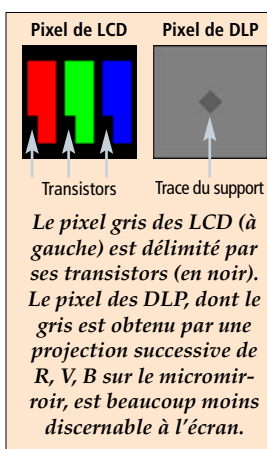 Pixel de LCD Pixel de DLP
Transistors Trace du support
Le pixel gris des LCD (à
gauche) est délimité par
ses transistors (en noir).
Le pixel des DLP, dont le
gris est obtenu par une
projection successive de
R, V, B sur le micromir-
roir, est beaucoup moins
discernable à l'écran.